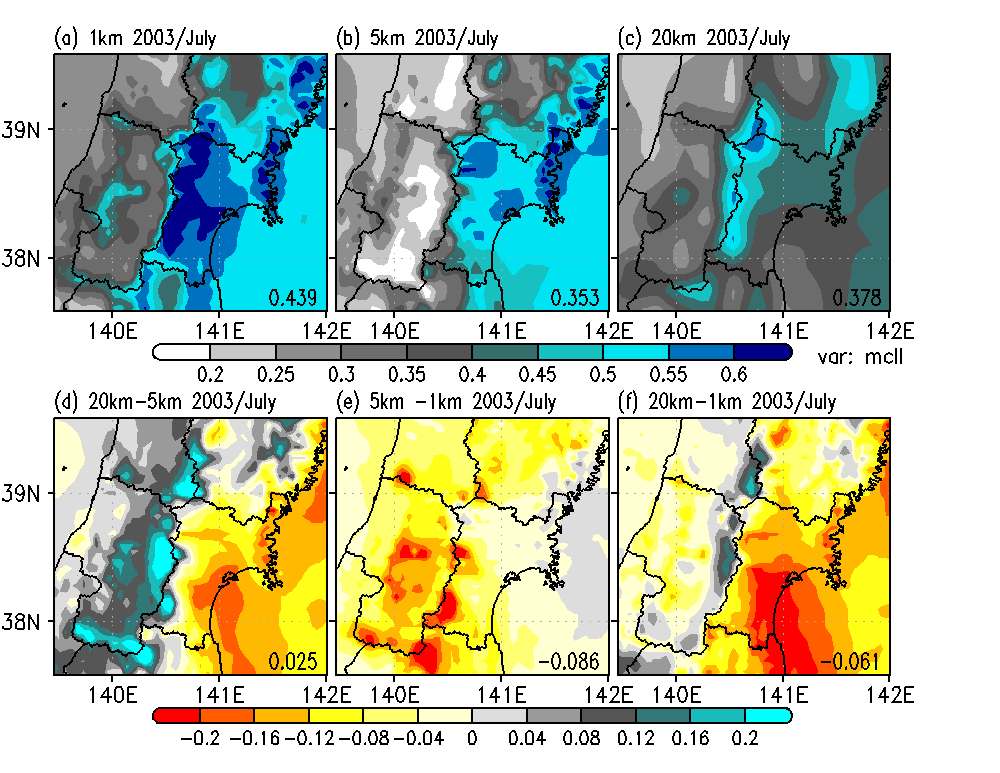 (a) 1km 2003/July
(b) 5km 2003/July
(c) 20km 2003/July
39N
38N
0.439
0.353
0.378
140E 141E 142E
140E 141E 142E
140E 141E 142E
0.2 0.25 0.3 0.35 0.4 0.45 0.5 0.55 0.6
var: mcll
(d) 20km-5km 2003/July
(e) 5km -1km 2003/July
(f) 20km-1km 2003/July
39N
38N
0.025
-0.086
-0.061
140E 141E 142E
140E 141E 142E
140E 141E 142E
-0.2 -0.16 -0.12 -0.08 -0.04 0 0.04 0.08 0.12 0.16 0.2